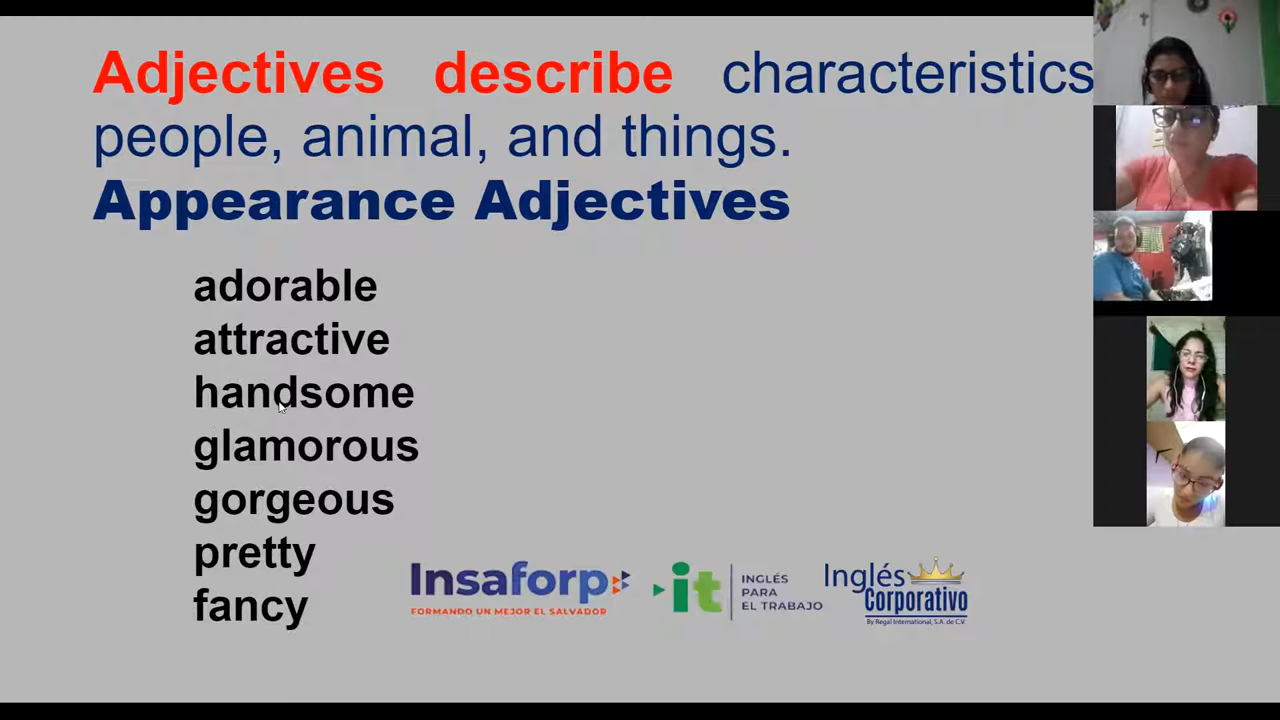 Adjectives describe characteristics
people, animal, and things.
Appearance Adjectives
adorable
attractive
handsome
glamorous
gorgeous
pretty
fancy
Insaforp
FORMANDO UN MEJOR EL SALVADOR
it
INGLÉS
PARA
EL TRABAJO
Inglés
Corporativo
By Regal International, S.A. de C.V.